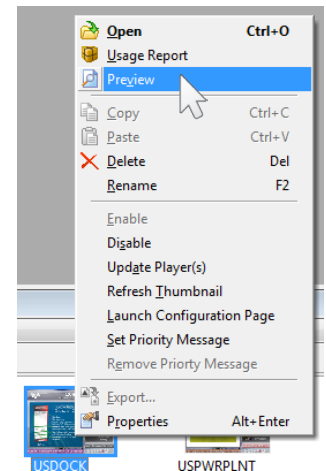 Open Ctrl+O
Usage Report
Preview
Copy Ctrl+C
Paste Ctrl+V
Delete Del
Rename F2
Enable
Disable
Update Player(s)
Refresh Thumbnail
Launch Configuration Page
Set Priority Message
Remove Priorty Message
Export...
Properties Alt+Enter
USDOCK USPWRPLNT